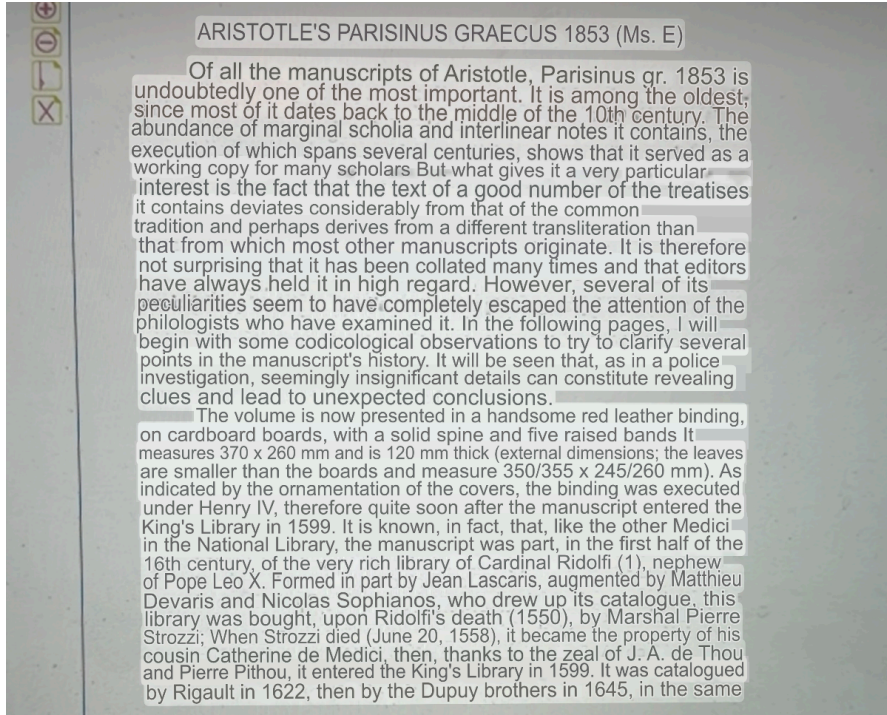 ARISTOTLE'S PARISINUS GRAECUS 1853 (Ms. E)
Of all the manuscripts of Aristotle, Parisinus gr. 1853 is
undoubtedly one of the most important. It is among the oldest,
since most of it dates back to the middle of the 10th century. The
abundance of marginal scholia and interlinear notes it contains, the
execution of which spans several centuries, shows that it served as a
working copy for many scholars But what gives it a very particular
interest is the fact that the text of a good number of the treatises
it contains deviates considerably from that of the common
tradition and perhaps derives from a different transliteration than
that from which most other manuscripts originate. It is therefore
not surprising that it has been collated many times and that editors
have always held it in high regard. However, several of its
peculiarities seem to have completely escaped the attention of the
philologists who have examined it. In the following pages, I will
begin with some codicological observations to try to clarify several
points in the manuscript's history. It will be seen that, as in a police
investigation, seemingly insignificant details can constitute revealing
clues and lead to unexpected conclusions.
The volume is now presented in a handsome red leather binding,
on cardboard boards, with a solid spine and five raised bands It
measures 370 x 260 mm and is 120 mm thick (external dimensions; the leaves
are smaller than the boards and measure 350/355 x 245/260 mm). As
indicated by the ornamentation of the covers, the binding was executed
under Henry IV, therefore quite soon after the manuscript entered the
King's Library in 1599. It is known, in fact, that, like the other Medici
in the National Library, the manuscript was part, in the first half of the
16th century, of the very rich library of Cardinal Ridolfi (1), nephew
of Pope Leo X. Formed in part by Jean Lascaris, augmented by Matthieu
Devaris and Nicolas Sophianos, who drew up its catalogue, this
library was bought, upon Ridolfi's death (1550), by Marshal Pierre
Strozzi; When Strozzi died (June 20, 1558), it became the property of his
cousin Catherine de Medici, then, thanks to the zeal of J. A. de Thou
and Pierre Pithou, it entered the King's Library in 1599. It was catalogued
by Rigault in 1622, then by the Dupuy brothers in 1645, in the same